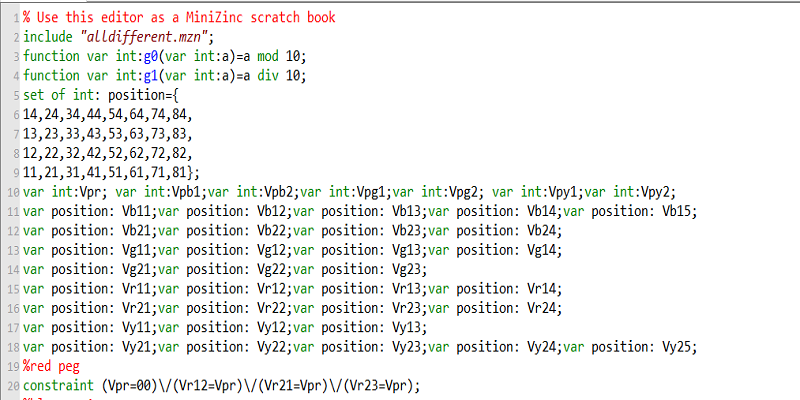 1 % Use this editor as a MiniZinc scratch book
2 include "alldifferent.mzn";
3 function var int:g0(var int:a)=a mod 10;
4 function var int:g1(var int:a)=a div 10;
5 set of int: position={
6 14,24,34,44,54,64,74,84,
7 13,23,33,43,53,63,73,83,
8 12,22,32,42,52,62,72,82,
9 11,21,31,41,51,61,71,81};
10 var int:Vpr; var int:Vpb1;var int:Vpb2;var int:Vpg1;var int:Vpg2; var int:Vpy1;var int:Vpy2;
11 var position: Vb11;var position: Vb12;var position: Vb13;var position: Vb14;var position: Vb15;
12 var position: Vb21;var position: Vb22;var position: Vb23;var position: Vb24;
13 var position: Vg11;var position: Vg12;var position: Vg13;var position: Vg14;
14 var position: Vg21;var position: Vg22;var position: Vg23;
15 var position: Vr11;var position: Vr12;var position: Vr13;var position: Vr14;
16 var position: Vr21;var position: Vr22;var position: Vr23;var position: Vr24;
17 var position: Vy11;var position: Vy12;var position: Vy13;
18 var position: Vy21;var position: Vy22;var position: Vy23;var position: Vy24;var position: Vy25;
19 %red peg
20 constraint (Vpr=00)\/(Vr12=Vpr)\/(Vr21=Vpr)\/(Vr23=Vpr);